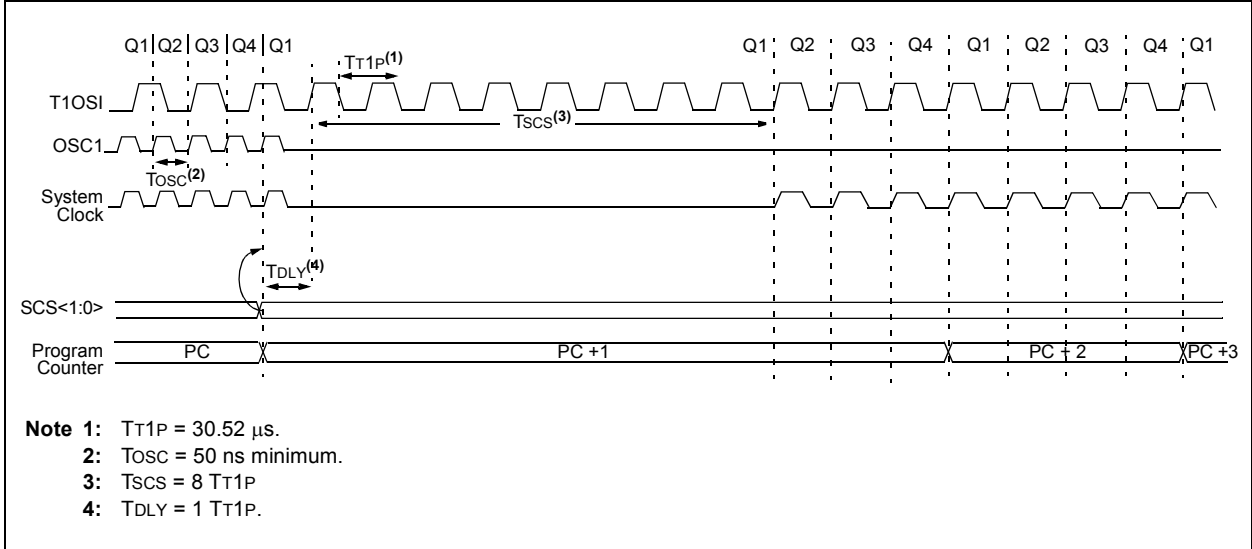 Q1 Q2 Q3 Q4 Q1 Q1 Q2 Q3 Q4 Q1 Q2 Q3 Q4 Q1
TT1P(1)
T1OSI
TSCS(3)
OSC1
TOSC(2)
System
Clock
TDLY(4)
SCS<1:0>
Program
Counter
PC PC +1 PC + 2 PC +3
Note 1: TT1P = 30.52 μs.
2: TOSC = 50 ns minimum.
3: TSCS = 8 TT1P
4: TDLY = 1 TT1P.